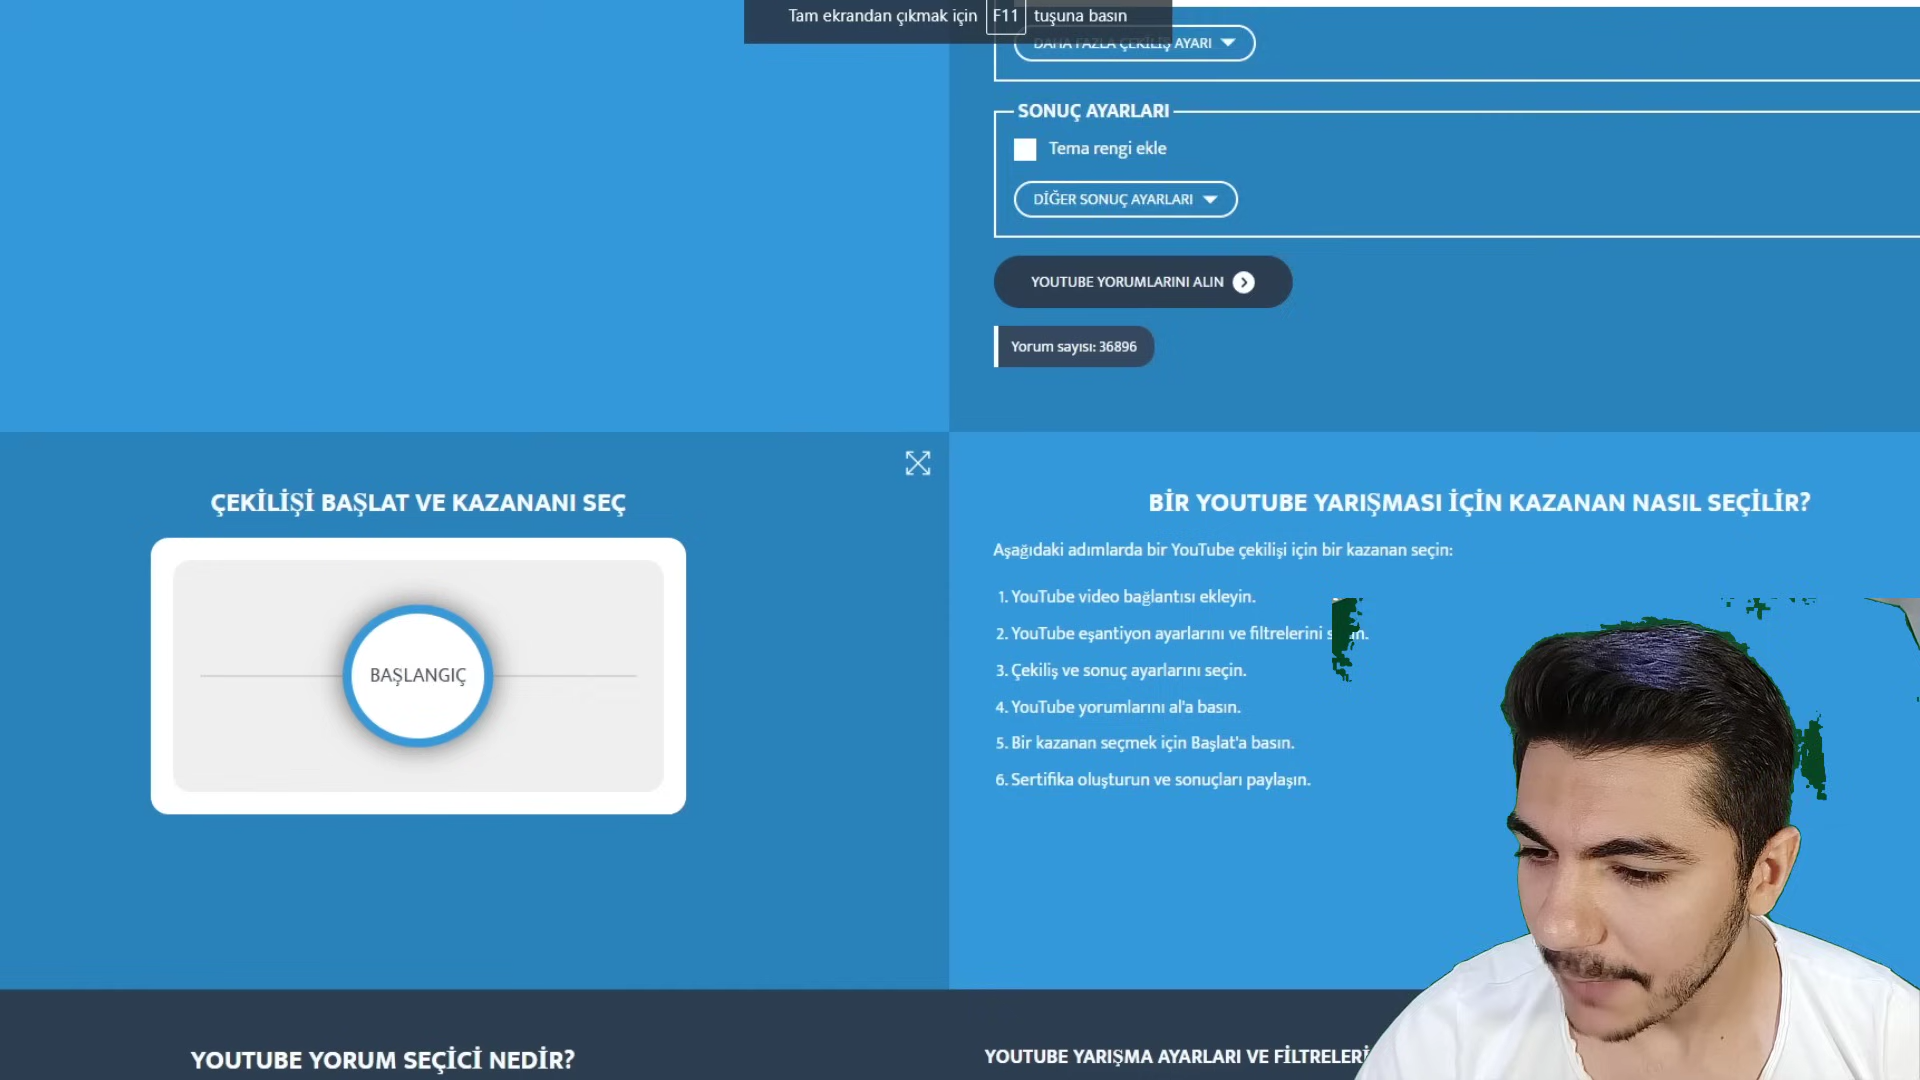 Tam ekrandan çıkmak için F11 tuşuna basın
DAHA FAZLA ÇEKİLİŞ AYARI
SONUÇ AYARLARI
Tema rengi ekle
DİĞER SONUÇ AYARLARI
YOUTUBE YORUMLARINI ALIN
Yorum sayısı: 36896
ÇEKİLİŞİ BAŞLAT VE KAZANANI SEÇ
BAŞLANGIÇ
BİR YOUTUBE YARIŞMASI İÇİN KAZANAN NASIL SEÇİLİR?
Aşağıdaki adımlarda bir YouTube çekilişi için bir kazanan seçin:
1. YouTube video bağlantısı ekleyin.
2. YouTube eşantiyon ayarlarını ve filtrelerini
3. Çekiliş ve sonuç ayarlarını seçin.
4. YouTube yorumlarını al'a basın.
5. Bir kazanan seçmek için Başlat'a basın.
6. Sertifika oluşturun ve sonuçları paylaşın.
YOUTUBE YORUM SEÇİCİ NEDİR?
YOUTUBE YARIŞMA AYARLARI VE FİLTRELERİ